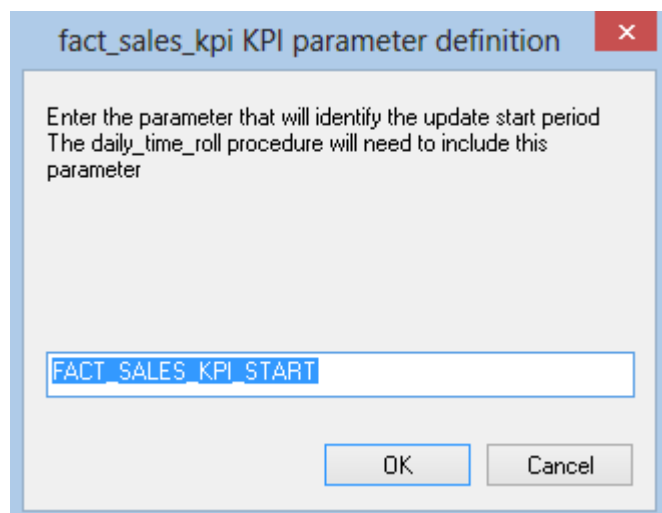 fact_sales_kpi KPI parameter definition
Enter the parameter that will identify the update start period
The daily_time_roll procedure will need to include this
parameter
FACT_SALES_KPI_START
OK
Cancel